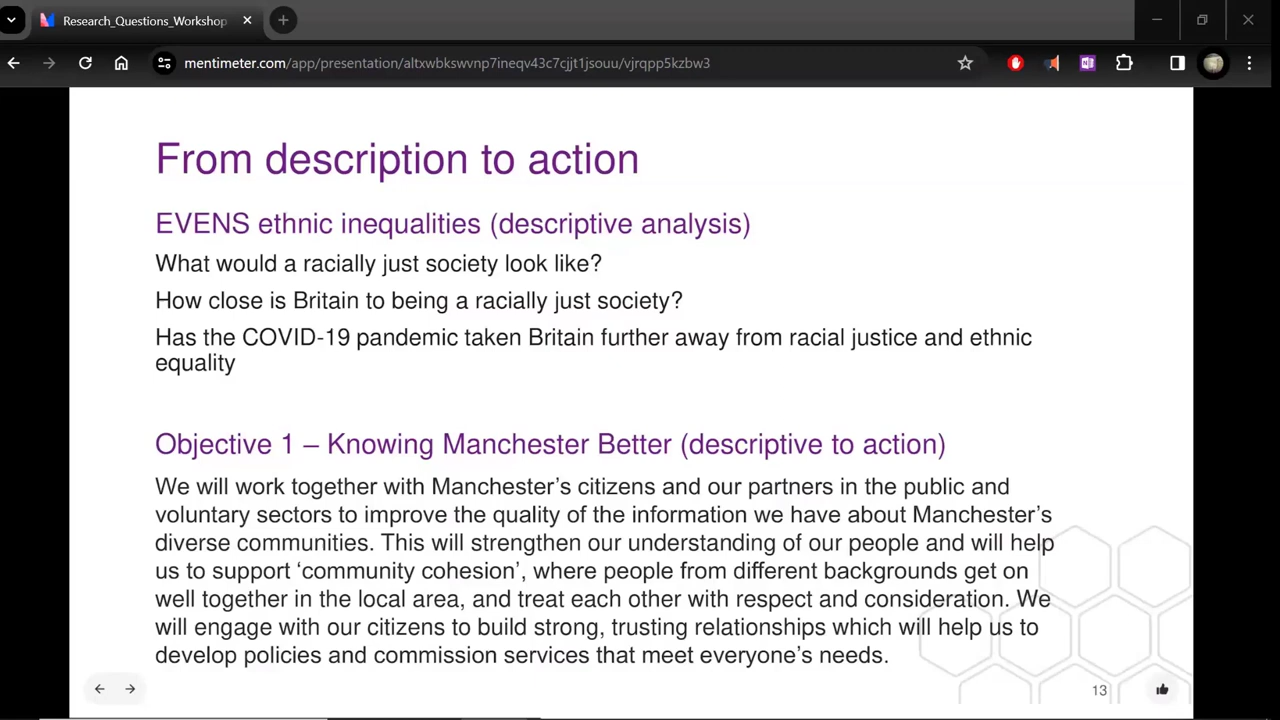 Research_Questions_Workshop
mentimeter.com/app/presentation/altxwbkswvnp7ineqv43c7cjjt1jsouu/vjrqpp5kzbw3
From description to action
EVENS ethnic inequalities (descriptive analysis)
What would a racially just society look like?
How close is Britain to being a racially just society?
Has the COVID-19 pandemic taken Britain further away from racial justice and ethnic
equality
Objective 1 – Knowing Manchester Better (descriptive to action)
We will work together with Manchester’s citizens and our partners in the public and
voluntary sectors to improve the quality of the information we have about Manchester’s
diverse communities. This will strengthen our understanding of our people and will help
us to support ‘community cohesion’, where people from different backgrounds get on
well together in the local area, and treat each other with respect and consideration. We
will engage with our citizens to build strong, trusting relationships which will help us to
develop policies and commission services that meet everyone’s needs.
13